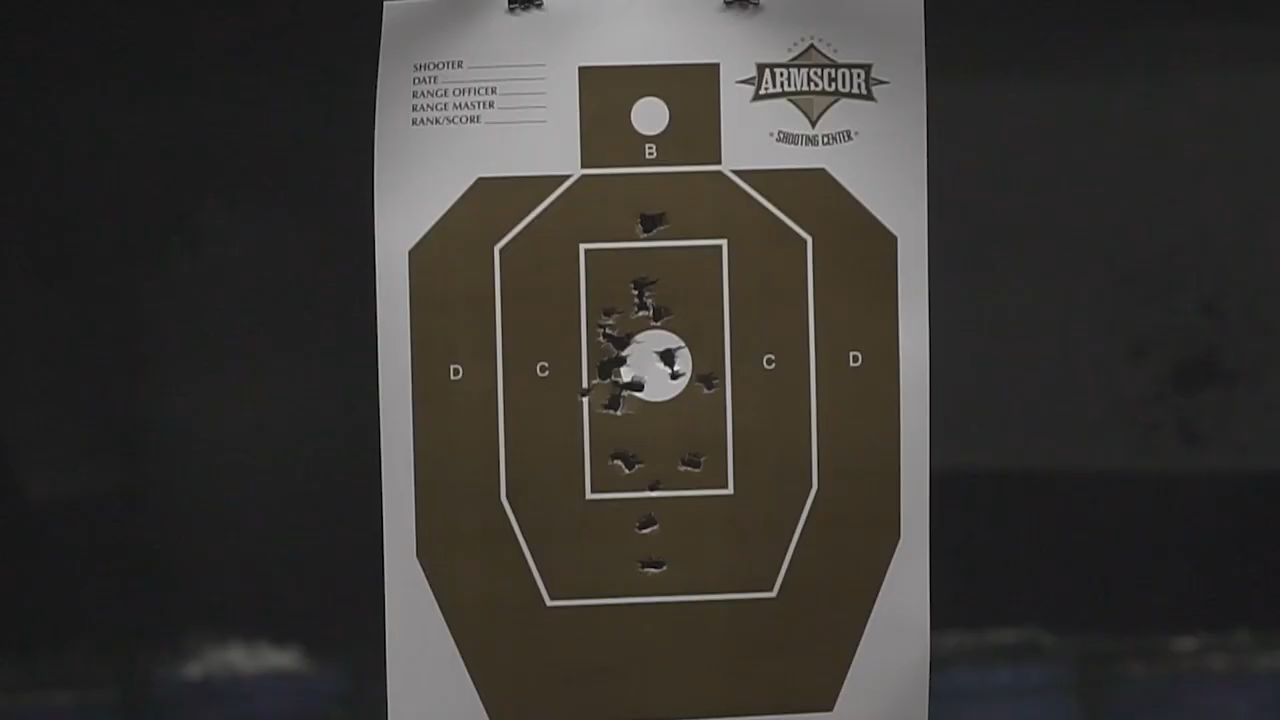 SHOOTER
DATE
RANGE OFFICER
RANGE MASTER
RANK/SCORE
ARMSCOR
SHOOTING CENTER
B
D
C
C
D